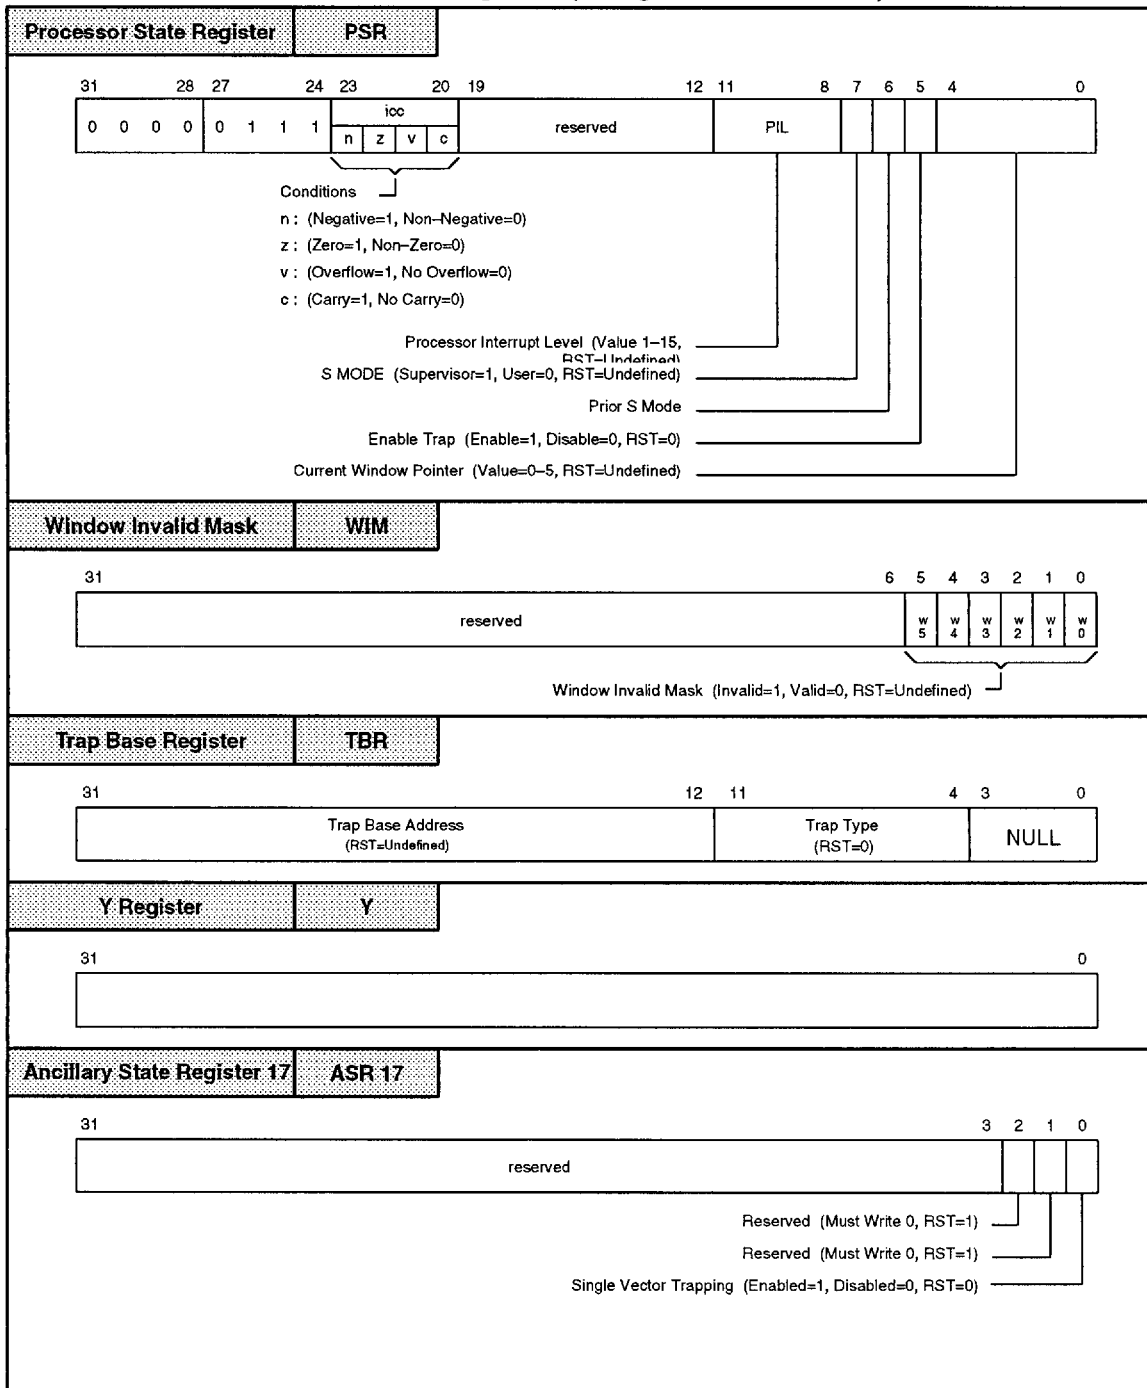 Processor State Register PSR
31 28 27 24 23 20 19 12 11 8 7 6 5 4 0
0 0 0 0 0 1 1 1 icc reserved PIL
n z v c
Conditions
n : (Negative=1, Non–Negative=0)
z : (Zero=1, Non–Zero=0)
v : (Overflow=1, No Overflow=0)
c : (Carry=1, No Carry=0)
Processor Interrupt Level (Value 1–15,
RST=Undefined)
S MODE (Supervisor=1, User=0, RST=Undefined)
Prior S Mode
Enable Trap (Enable=1, Disable=0, RST=0)
Current Window Pointer (Value=0–5, RST=Undefined)
Window Invalid Mask WIM
31 6 5 4 3 2 1 0
reserved w5 w4 w3 w2 w1 w0
Window Invalid Mask (Invalid=1, Valid=0, RST=Undefined)
Trap Base Register TBR
31 12 11 4 3 0
Trap Base Address Trap Type NULL
(RST=Undefined) (RST=0)
Y Register Y
31 0
Ancillary State Register 17 ASR 17
31 3 2 1 0
reserved
Reserved (Must Write 0, RST=1)
Reserved (Must Write 0, RST=1)
Single Vector Trapping (Enabled=1, Disabled=0, RST=0)